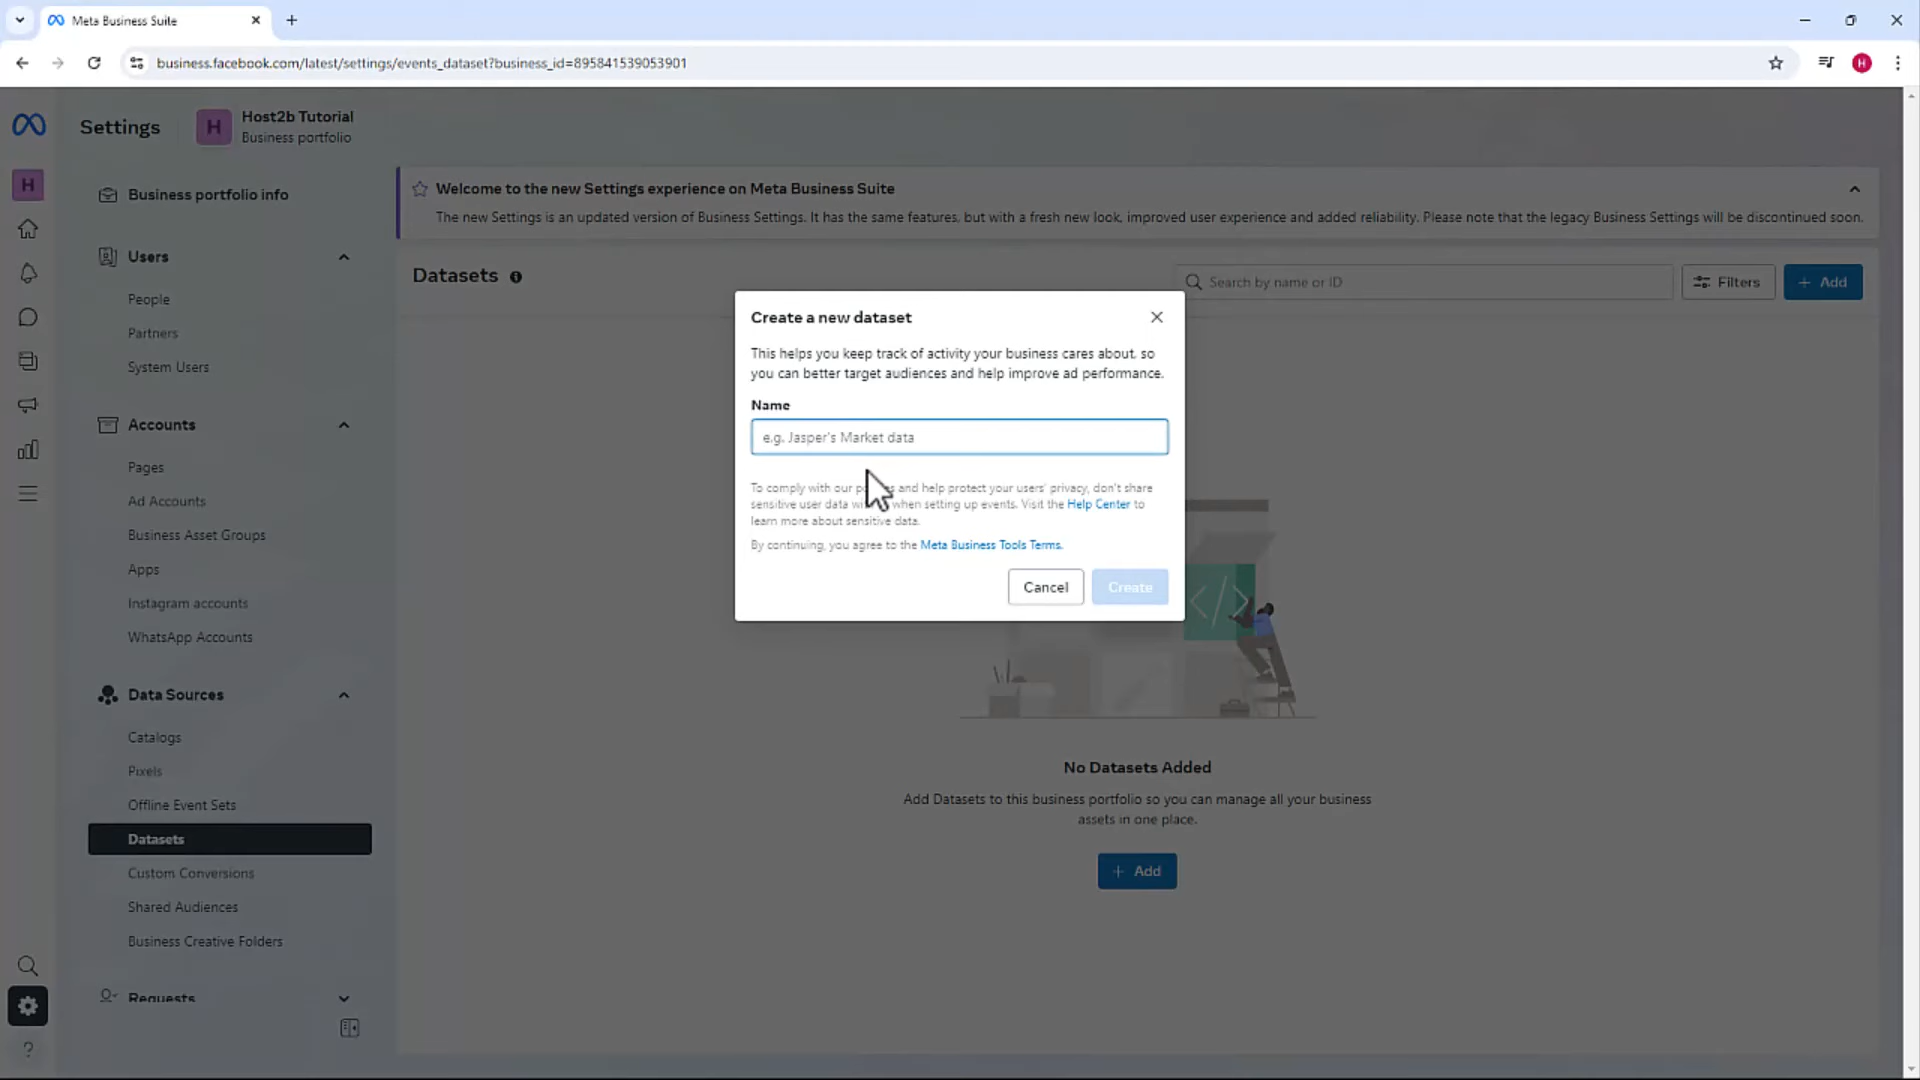 Meta Business Suite
business.facebook.com/latest/settings/events_dataset?business_id=895841539053901
H
Settings
H
Host2b Tutorial
Business portfolio
H
Business portfolio info
Users
People
Partners
System Users
Accounts
Pages
Ad Accounts
Business Asset Groups
Apps
Instagram accounts
WhatsApp Accounts
Data Sources
Catalogs
Pixels
Offline Event Sets
Datasets
Custom Conversions
Shared Audiences
Business Creative Folders
Requests
Welcome to the new Settings experience on Meta Business Suite
The new Settings is an updated version of Business Settings. It has the same features, but with a fresh new look, improved user experience and added reliability. Please note that the legacy Business Settings will be discontinued soon.
Datasets
Search by name or ID
Filters
+ Add
Create a new dataset
This helps you keep track of activity your business cares about, so
you can better target audiences and help improve ad performance.
Name
e.g. Jasper's Market data
To comply with our and help protect your users' privacy, don't share
sensitive user data when setting up events. Visit the Help Center to
learn more about sensitive data.
By continuing, you agree to the Meta Business Tools Terms.
Cancel
Create
</>
No Datasets Added
Add Datasets to this business portfolio so you can manage all your business
assets in one place.
+ Add